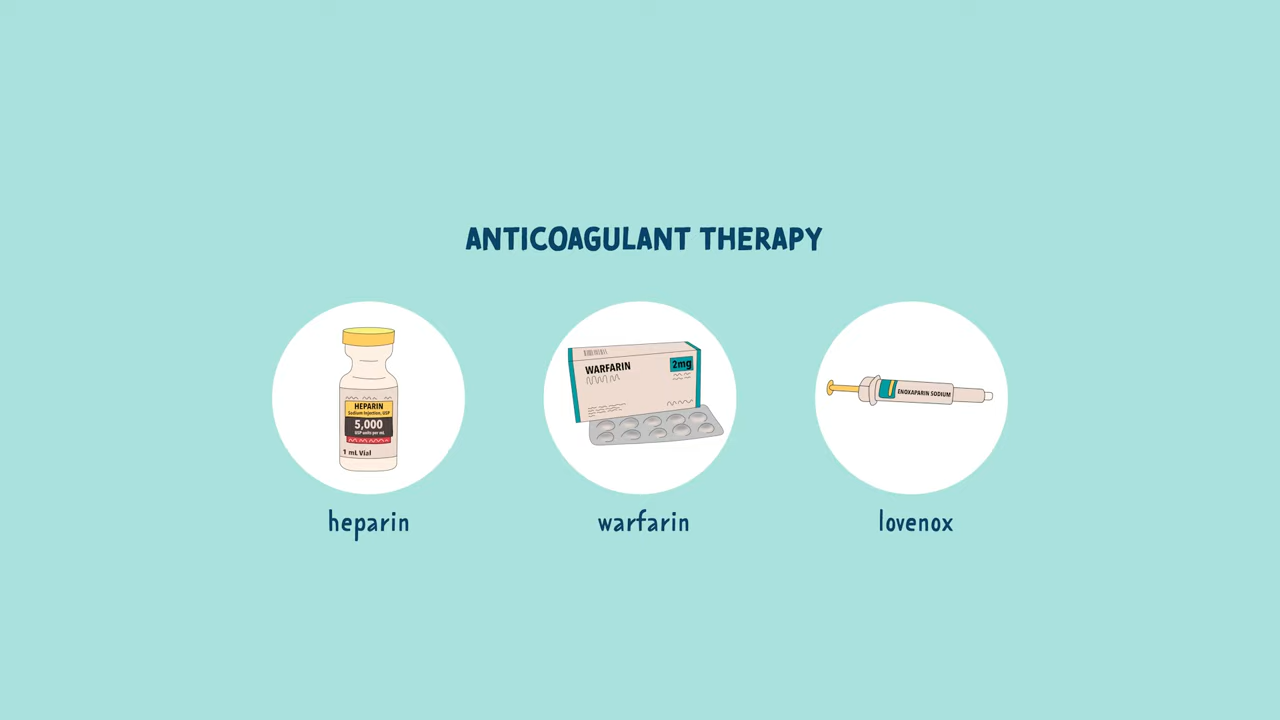 ANTICOAGULANT THERAPY
HEPARIN
Sodium Injection, USP
5,000
USP units per mL
1 mL Vial
heparin
WARFARIN
2mg
warfarin
ENOXAPARIN SODIUM
lovenox